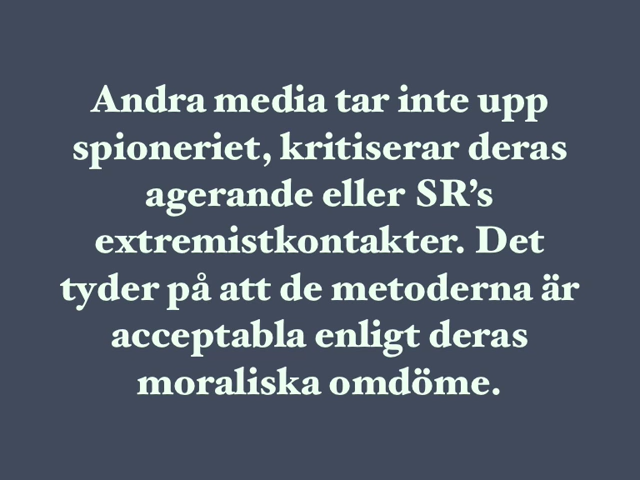 Andra media tar inte upp
spioneriet, kritiserar deras
agerande eller SR’s
extremistkontakter. Det
tyder på att de metoderna är
acceptabla enligt deras
moraliska omdöme.